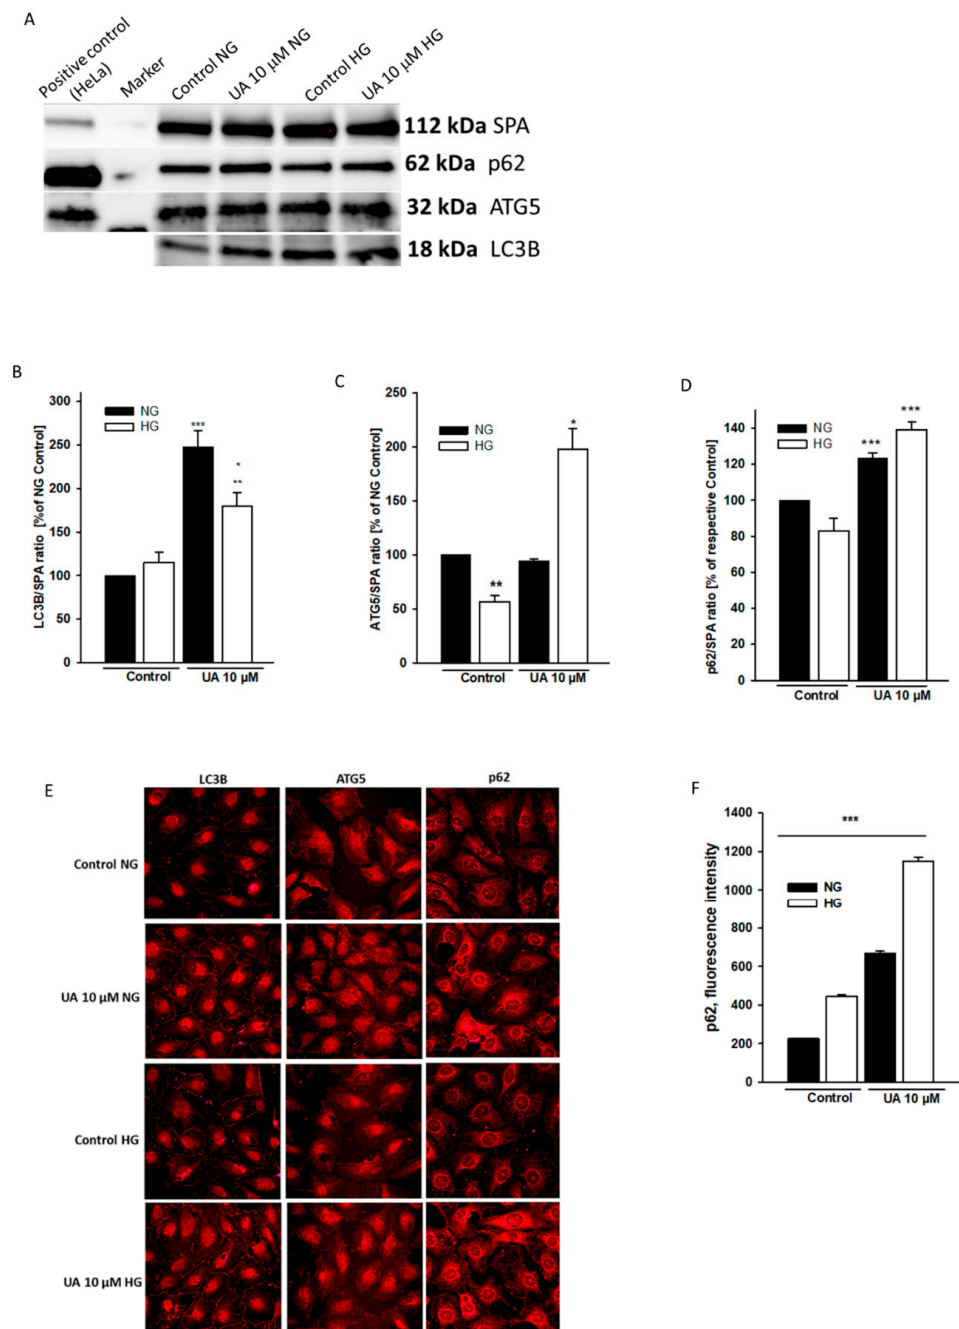 A
Positive control
(HeLa)
Marker
Control NG
UA 10 µM NG
Control HG
UA 10 µM HG
112 kDa SPA
62 kDa p62
32 kDa ATG5
18 kDa LC3B
B
LC3B/SPA ratio [%of NG Control]
300
250
200
150
100
50
0
NG
HG
***
*
**
Control
UA 10 µM
C
ATG5/SPA ratio [% of NG Control]
250
200
150
100
50
0
NG
HG
**
*
Control
UA 10 µM
D
p62/SPA ratio [% of respective Control]
140
120
100
80
60
40
20
0
NG
HG
***
***
Control
UA 10 µM
E
LC3B ATG5 p62
Control NG
UA 10 µM NG
Control HG
UA 10 µM HG
F
p62, fluorescence intensity
1400
1200
1000
800
600
400
200
0
***
NG
HG
Control
UA 10 µM